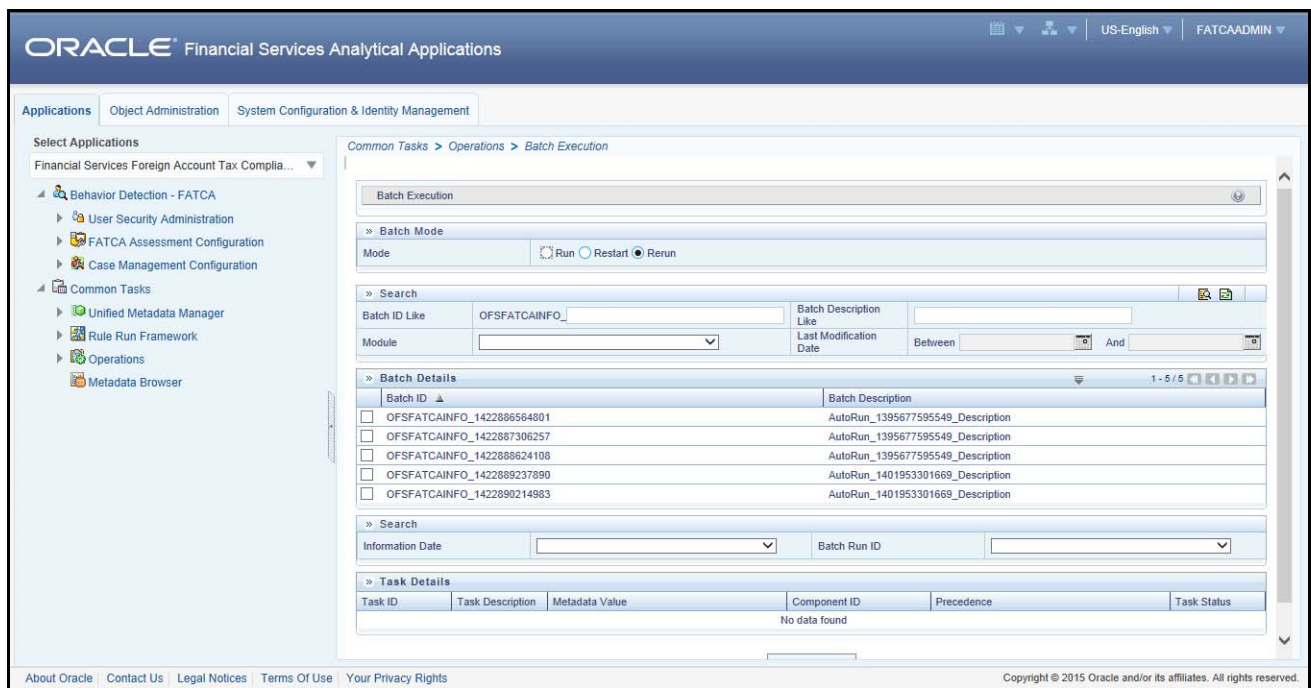 ORACLE Financial Services Analytical Applications
US-English
FATCAADMIN
Applications
Object Administration
System Configuration & Identity Management
Select Applications
Financial Services Foreign Account Tax Complia...
Behavior Detection - FATCA
User Security Administration
FATCA Assessment Configuration
Case Management Configuration
Common Tasks
Unified Metadata Manager
Rule Run Framework
Operations
Metadata Browser
Common Tasks > Operations > Batch Execution
Batch Execution
» Batch Mode
Mode Run Restart Rerun
» Search
Batch ID Like OFSFATCAINFO_ Batch Description Like
Module Last Modification Date Between And
» Batch Details 1 - 5 / 5
Batch ID Batch Description
OFSFATCAINFO_1422886564801 AutoRun_1395677595549_Description
OFSFATCAINFO_1422887306257 AutoRun_1395677595549_Description
OFSFATCAINFO_1422888624108 AutoRun_1395677595549_Description
OFSFATCAINFO_1422889237890 AutoRun_1401953301669_Description
OFSFATCAINFO_1422890214983 AutoRun_1401953301669_Description
» Search
Information Date Batch Run ID
» Task Details
Task ID Task Description Metadata Value Component ID Precedence Task Status
No data found
About Oracle Contact Us Legal Notices Terms Of Use Your Privacy Rights
Copyright © 2015 Oracle and/or its affiliates. All rights reserved.